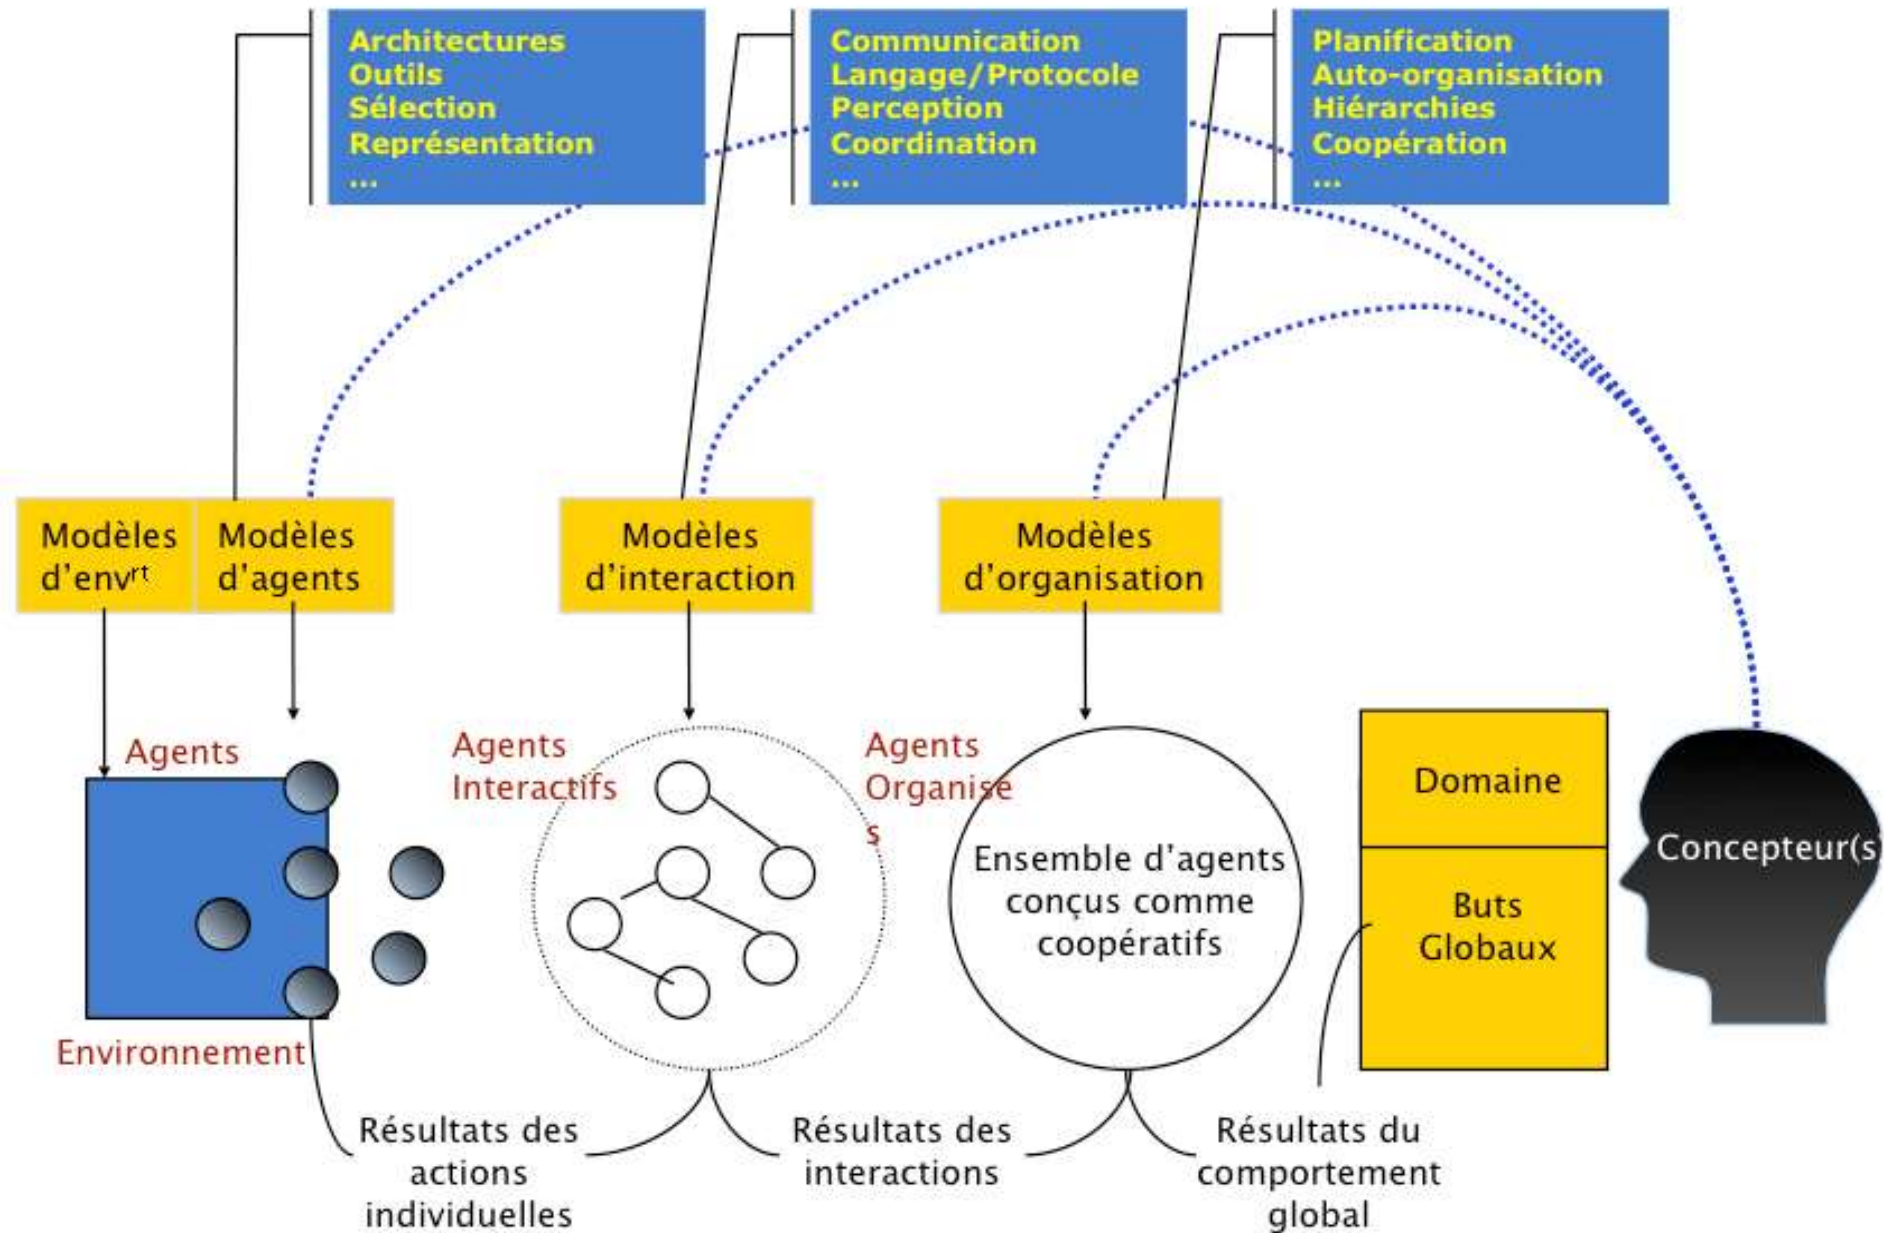 Architectures
Outils
Sélection
Représentation
...
Communication
Langage/Protocole
Perception
Coordination
...
Planification
Auto-organisation
Hiérarchies
Coopération
...
Modèles
d'envrt
Modèles
d'agents
Modèles
d'interaction
Modèles
d'organisation
Agents
Environnement
Agents
Interactifs
Agents
Organisé
s
Ensemble d'agents
conçus comme
coopératifs
Domaine
Buts
Globaux
Concepteur(s
Résultats des
actions
individuelles
Résultats des
interactions
Résultats du
comportement
global